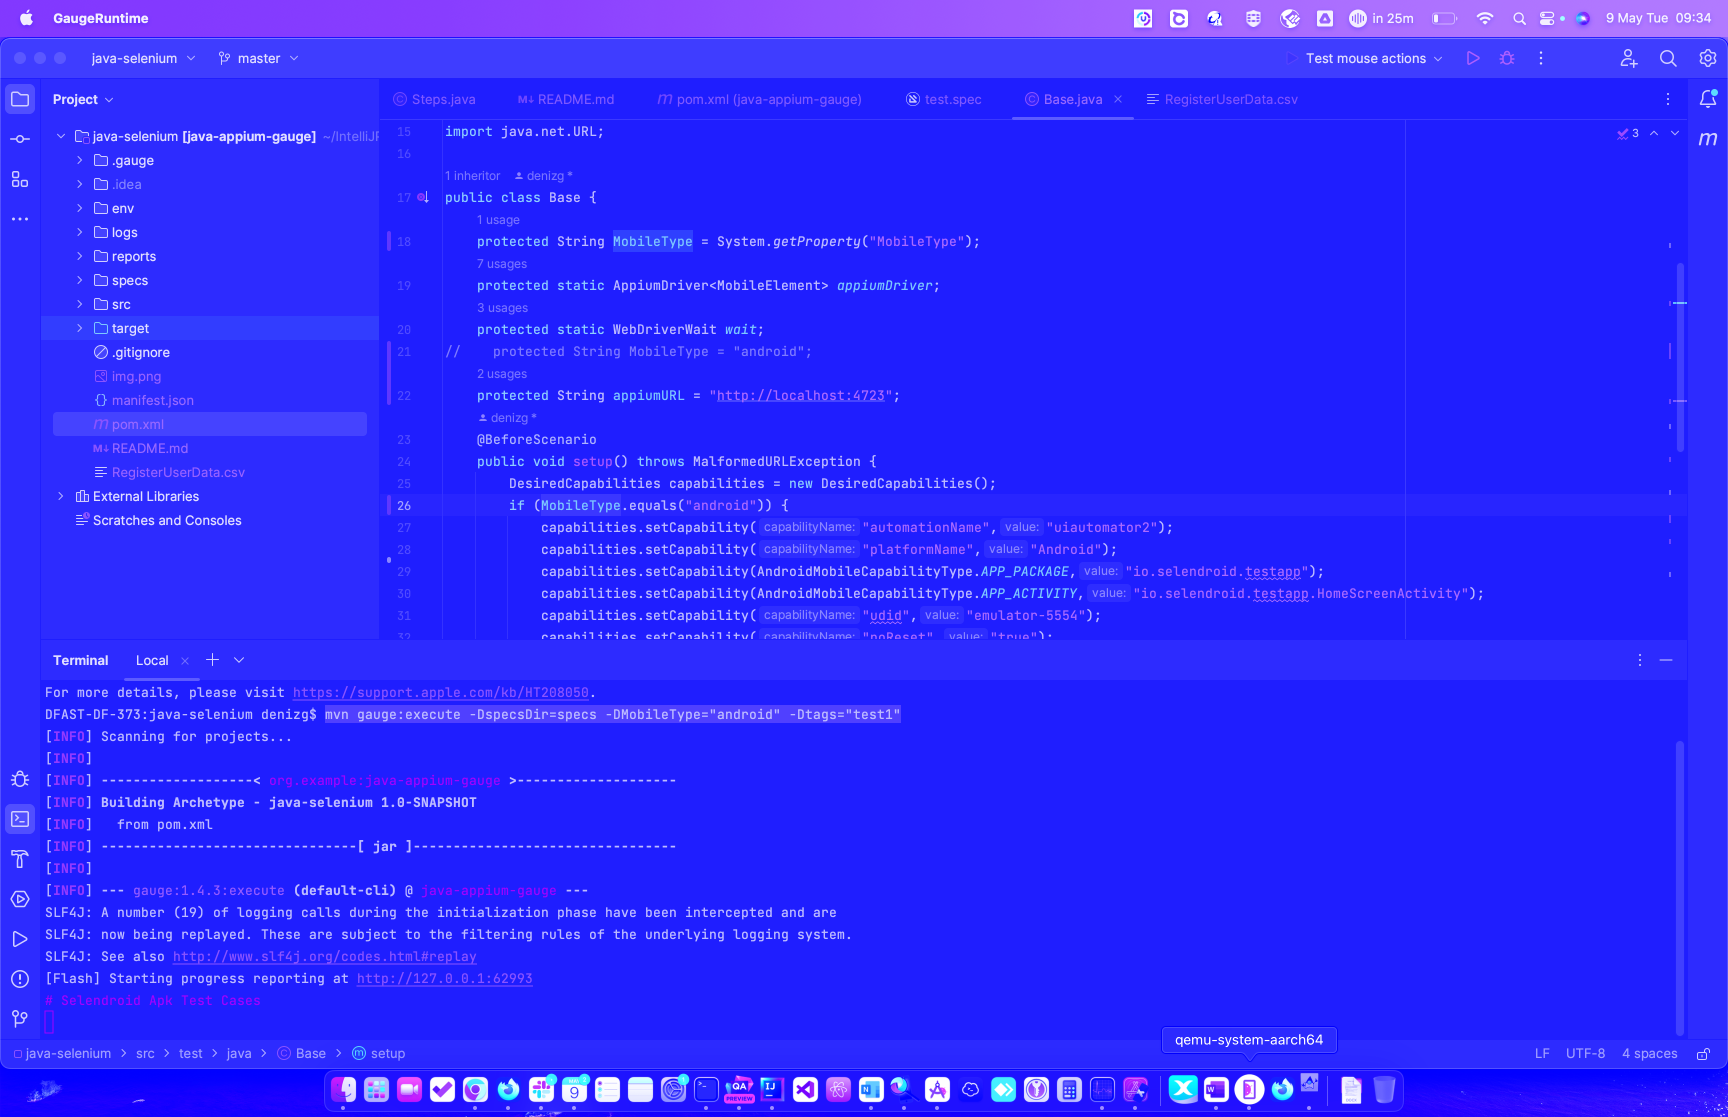 GaugeRuntime
in 25m
9 May Tue 09:34
java-selenium
master
Test mouse actions
Project
Steps.java
README.md
pom.xml (java-appium-gauge)
test.spec
Base.java
RegisterUserData.csv
java-selenium [java-appium-gauge] ~/IntelliJF
.gauge
.idea
env
logs
reports
specs
src
target
.gitignore
img.png
manifest.json
pom.xml
README.md
RegisterUserData.csv
External Libraries
Scratches and Consoles
3
15 import java.net.URL;
16
1 inheritor denizg *
17 public class Base {
1 usage
18 protected String MobileType = System.getProperty("MobileType");
7 usages
19 protected static AppiumDriver<MobileElement> appiumDriver;
3 usages
20 protected static WebDriverWait wait;
21 // protected String MobileType = "android";
2 usages
22 protected String appiumURL = "http://localhost:4723";
denizg *
23 @BeforeScenario
24 public void setup() throws MalformedURLException {
25 DesiredCapabilities capabilities = new DesiredCapabilities();
26 if (MobileType.equals("android")) {
27 capabilities.setCapability( capabilityName: "automationName", value: "uiautomator2");
28 capabilities.setCapability( capabilityName: "platformName", value: "Android");
29 capabilities.setCapability(AndroidMobileCapabilityType.APP_PACKAGE, value: "io.selendroid.testapp");
30 capabilities.setCapability(AndroidMobileCapabilityType.APP_ACTIVITY, value: "io.selendroid.testapp.HomeScreenActivity");
31 capabilities.setCapability( capabilityName: "udid", value: "emulator-5554");
32 capabilities.setCapability( capabilityName: "noReset", value: "true");
Terminal
Local
For more details, please visit https://support.apple.com/kb/HT208050.
DFAST-DF-373:java-selenium denizg$ mvn gauge:execute -DspecsDir=specs -DMobileType="android" -Dtags="test1"
[INFO] Scanning for projects...
[INFO]
[INFO] -------------------< org.example:java-appium-gauge >--------------------
[INFO] Building Archetype - java-selenium 1.0-SNAPSHOT
[INFO]   from pom.xml
[INFO] --------------------------------[ jar ]---------------------------------
[INFO]
[INFO] --- gauge:1.4.3:execute (default-cli) @ java-appium-gauge ---
SLF4J: A number (19) of logging calls during the initialization phase have been intercepted and are
SLF4J: now being replayed. These are subject to the filtering rules of the underlying logging system.
SLF4J: See also http://www.slf4j.org/codes.html#replay
[Flash] Starting progress reporting at http://127.0.0.1:62993
# Selendroid Apk Test Cases
qemu-system-aarch64
java-selenium > src > test > java > Base > setup
LF
UTF-8
4 spaces
9
QA
PREVIEW
IJ